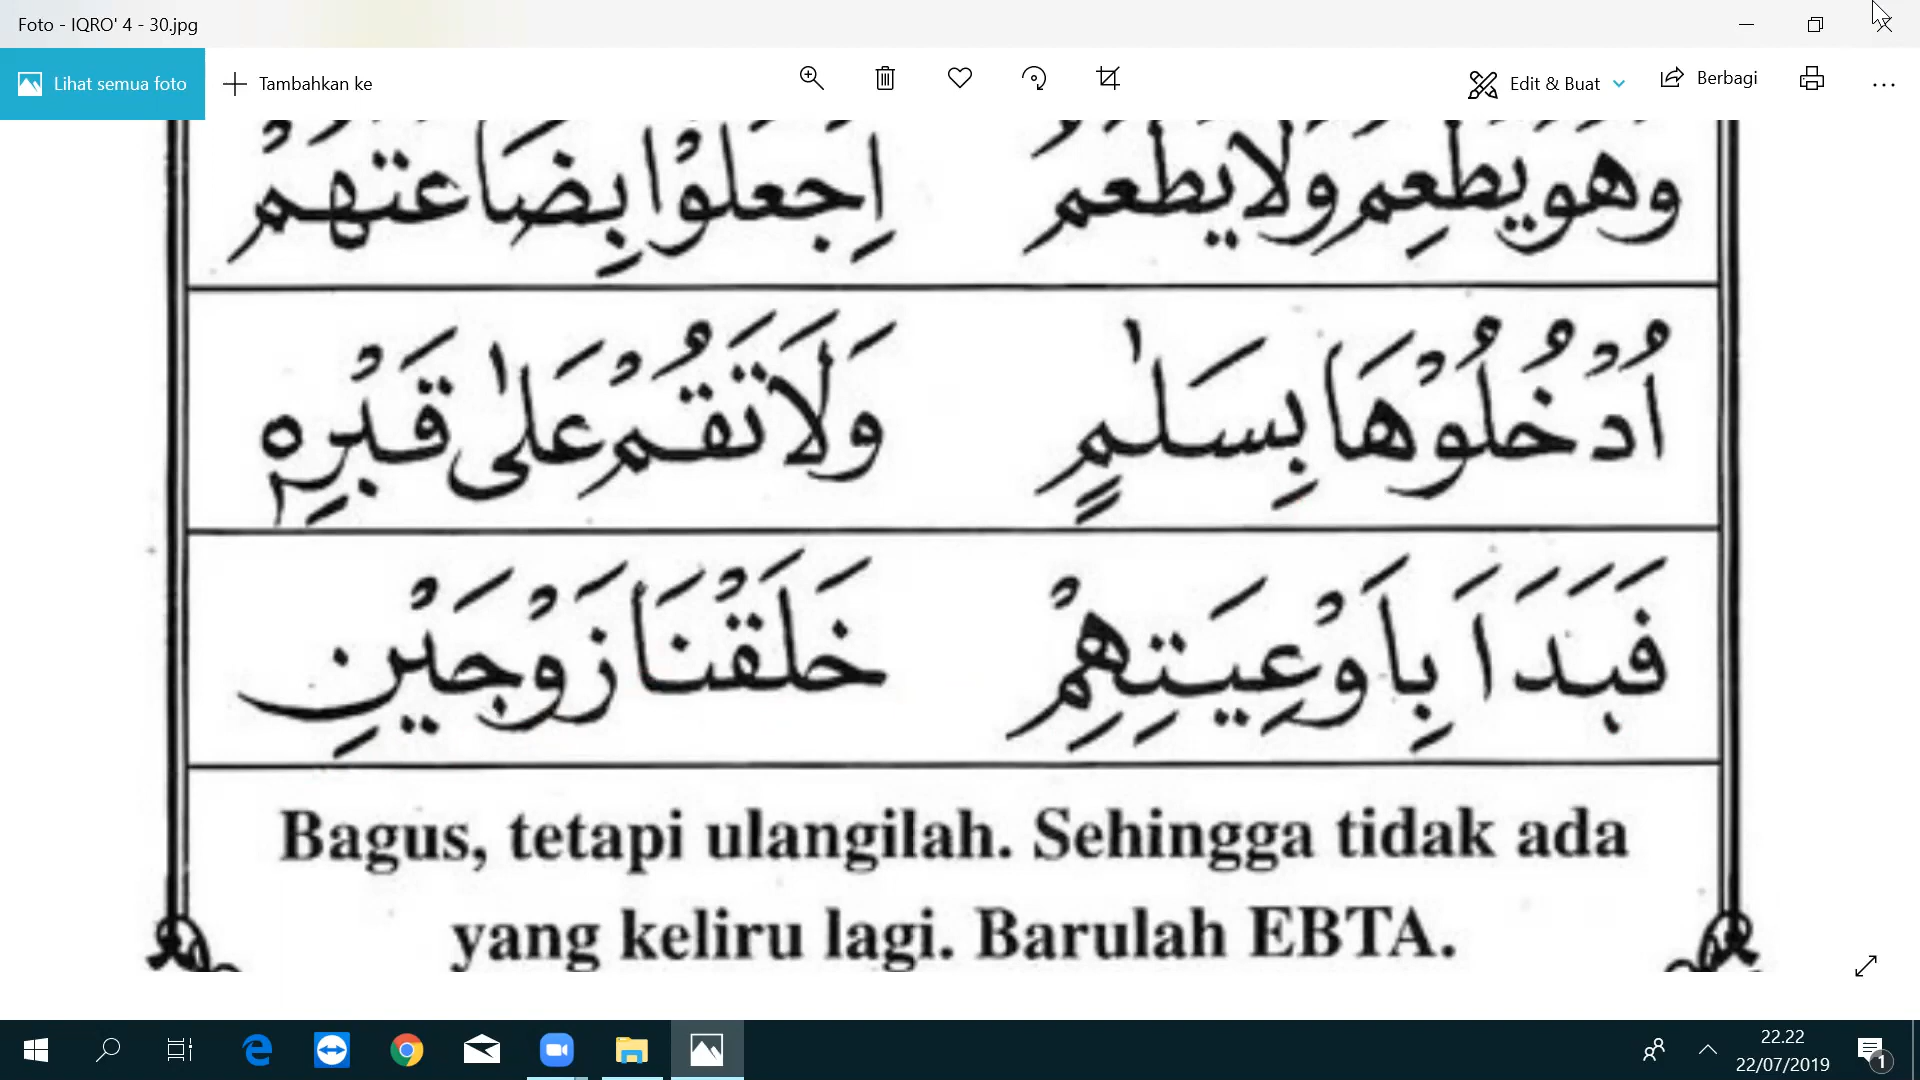 Foto - IQRO' 4 - 30.jpg
Lihat semua foto
Tambahkan ke
Edit & Buat
Berbagi
وَهُوَ يُطْعِمُ وَلَا يُطْعَمُ اِجْعَلُوْا بِضَاعَتَهُمْ
اُدْخُلُوْهَا بِسَلٰمٍ وَلَا تَقُمْ عَلٰى قَبْرِهٖ
فَبَدَاَ بِاَوْعِيَتِهِمْ خَلَقْنَا زَوْجَيْنِ
Bagus, tetapi ulangilah. Sehingga tidak ada
yang keliru lagi. Barulah EBTA.
22.22
22/07/2019
1